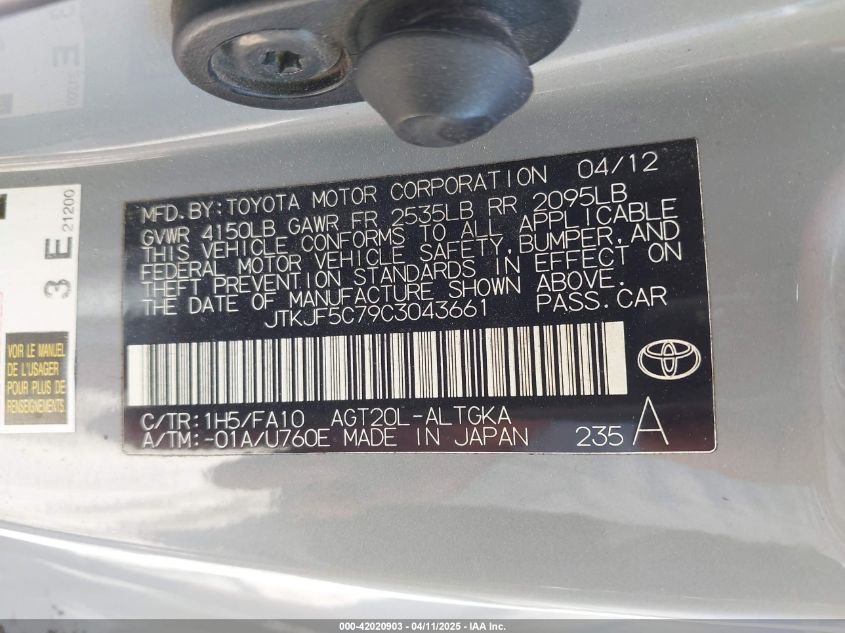 MFD. BY: TOYOTA MOTOR CORPORATION 04/12
GVWR 4150LB GAWR FR 2535LB RR 2095LB
THIS VEHICLE CONFORMS TO ALL APPLICABLE
FEDERAL MOTOR VEHICLE SAFETY, BUMPER, AND
THEFT PREVENTION STANDARDS IN EFFECT ON
THE DATE OF MANUFACTURE SHOWN ABOVE.
JTKJF5C79C3043661 PASS. CAR
C/TR: 1H5/FA10 AGT20L-ALTGKA
A/TM: -01A/U760E MADE IN JAPAN 235 A
3 E 21200
VOIR LE MANUEL
DE L'USAGER
POUR PLUS DE
RENSEIGNEMENTS.
000-42020903 - 04/11/2025 - IAA Inc.